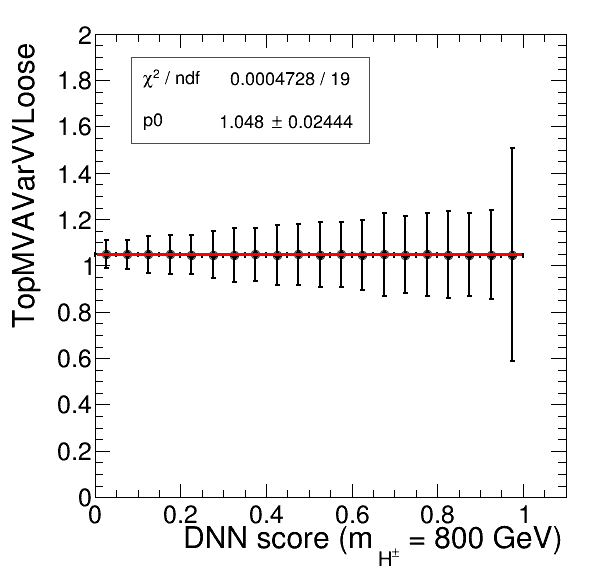 TopMVAVarVVLoose
2
1.8
1.6
1.4
1.2
1
0.8
0.6
0.4
0.2
0
χ² / ndf 0.0004728 / 19
p0 1.048 ± 0.02444
0 0.2 0.4 0.6 0.8 1
DNN score (m_H± = 800 GeV)